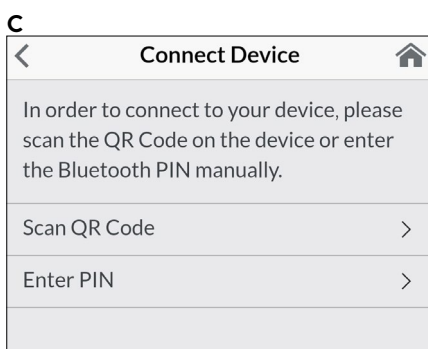 C
Connect Device
In order to connect to your device, please
scan the QR Code on the device or enter
the Bluetooth PIN manually.
Scan QR Code
Enter PIN